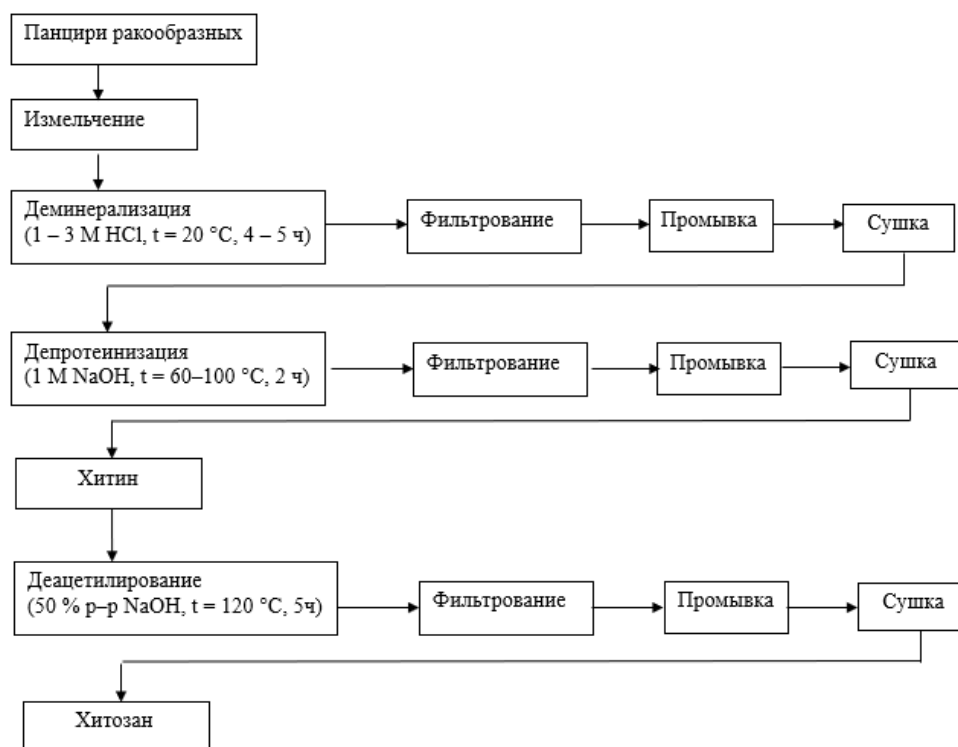 Панцири ракообразных
Измельчение
Деминерализация
(1 – 3 М HCl, t = 20 °C, 4 – 5 ч)
Фильтрование
Промывка
Сушка
Депротеинизация
(1 М NaOH, t = 60–100 °C, 2 ч)
Фильтрование
Промывка
Сушка
Хитин
Деацетилирование
(50 % р–р NaOH, t = 120 °C, 5ч)
Фильтрование
Промывка
Сушка
Хитозан